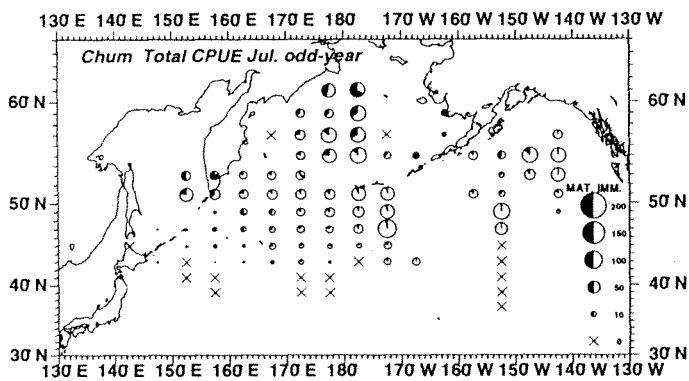 130 E 140 E 150 E 160 E 170 E 180 170 W 160 W 150 W 140 W 130 W
Chum Total CPUE Jul. odd-year
60 N 60 N
50 N 50 N
40 N 40 N
30 N 30 N
MAT. IMM.
200
150
100
50
10
0
130 E 140 E 150 E 160 E 170 E 180 170 W 160 W 150 W 140 W 130 W